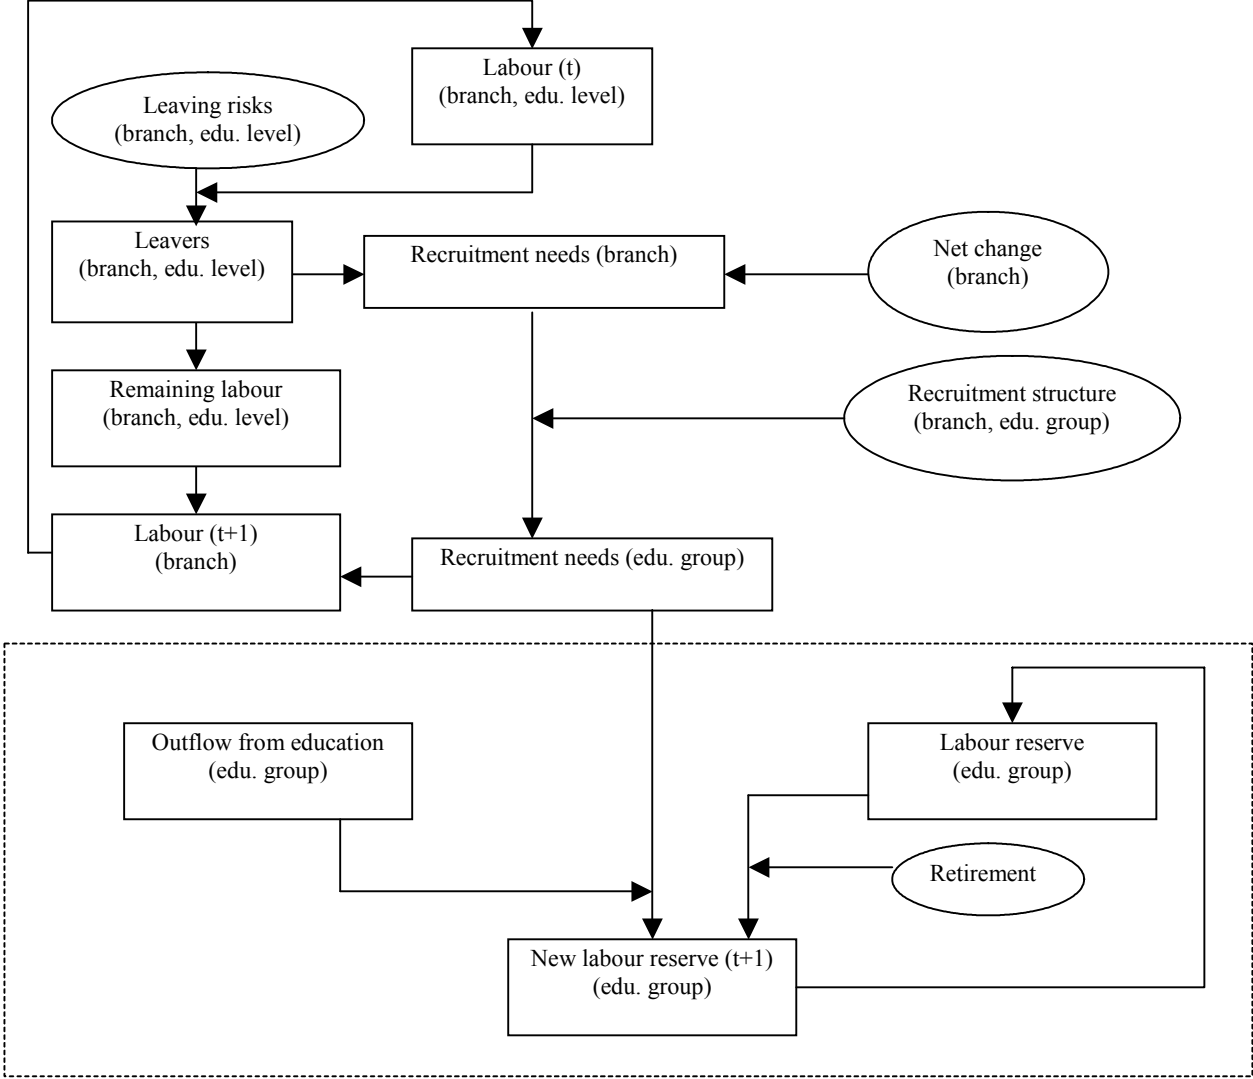 Labour (t)
(branch, edu. level)
Leaving risks
(branch, edu. level)
Leavers
(branch, edu. level)
Recruitment needs (branch)
Net change
(branch)
Remaining labour
(branch, edu. level)
Recruitment structure
(branch, edu. group)
Labour (t+1)
(branch)
Recruitment needs (edu. group)
Outflow from education
(edu. group)
Labour reserve
(edu. group)
Retirement
New labour reserve (t+1)
(edu. group)